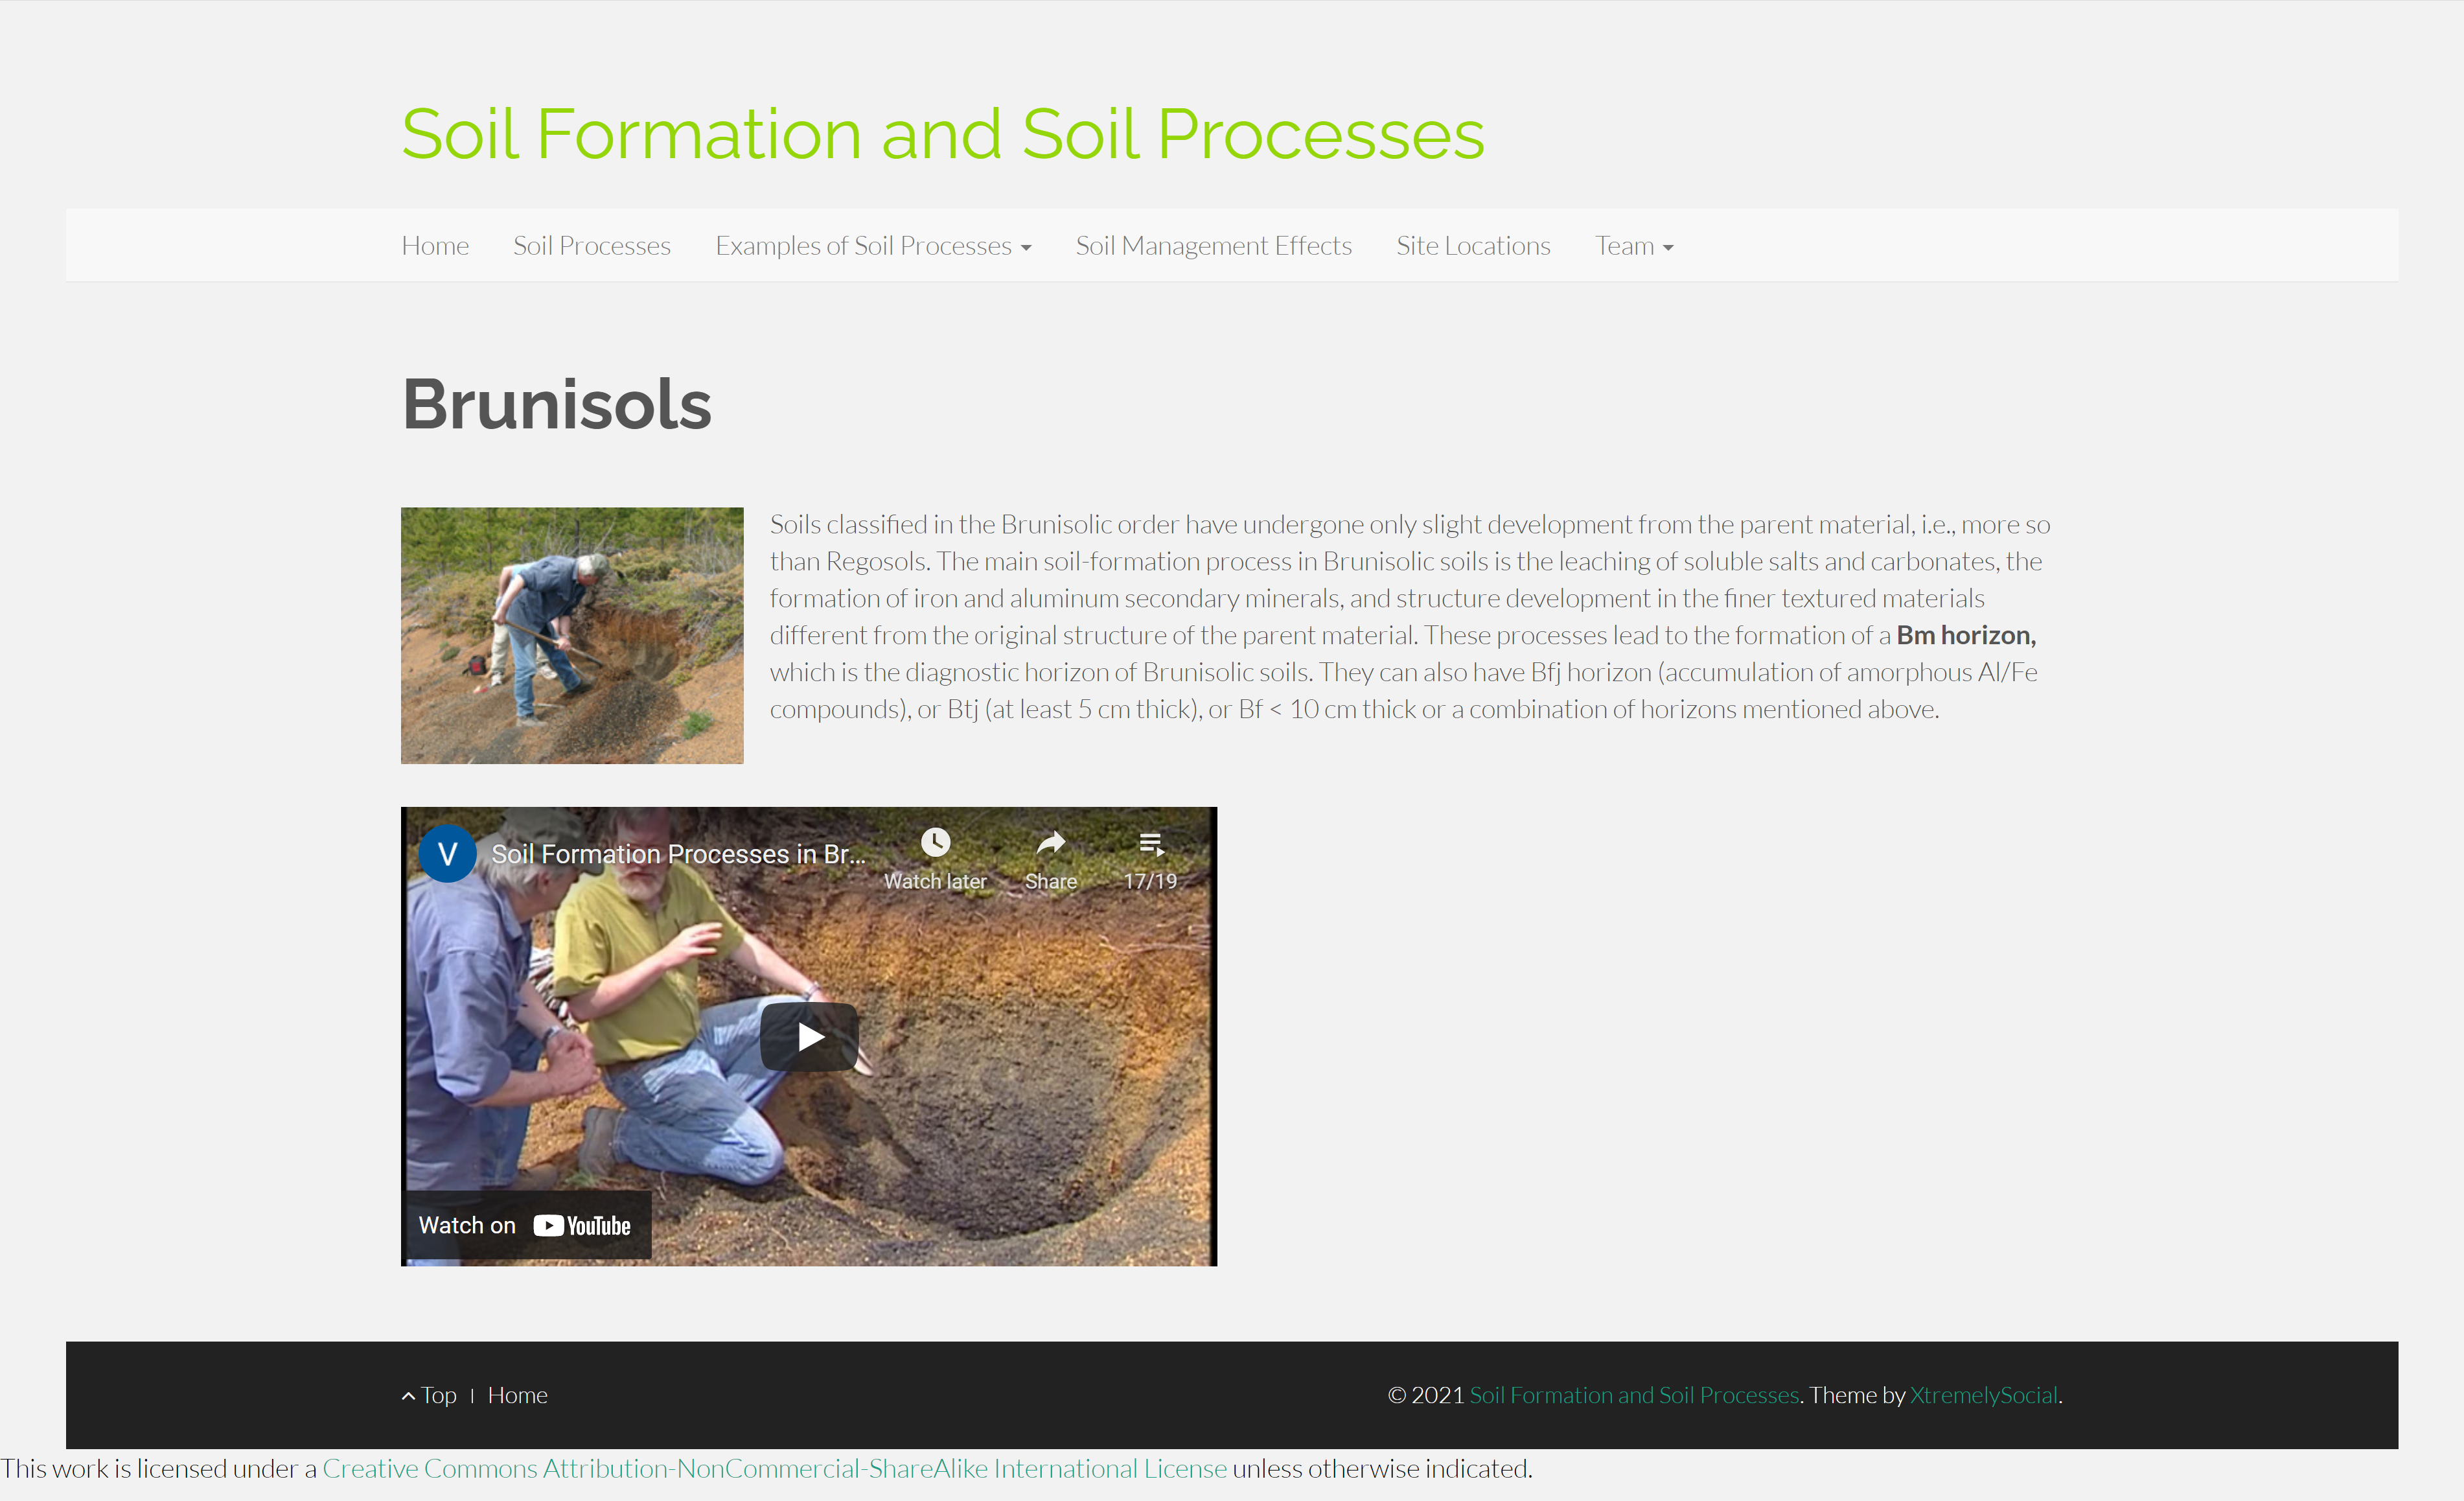 Soil Formation and Soil Processes
Home Soil Processes Examples of Soil Processes Soil Management Effects Site Locations Team
Brunisols
Soils classified in the Brunisolic order have undergone only slight development from the parent material, i.e., more so
than Regosols. The main soil-formation process in Brunisolic soils is the leaching of soluble salts and carbonates, the
formation of iron and aluminum secondary minerals, and structure development in the finer textured materials
different from the original structure of the parent material. These processes lead to the formation of a Bm horizon,
which is the diagnostic horizon of Brunisolic soils. They can also have Bfj horizon (accumulation of amorphous Al/Fe
compounds), or Btj (at least 5 cm thick), or Bf < 10 cm thick or a combination of horizons mentioned above.
V Soil Formation Processes in Br...
Watch later Share 17/19
Watch on YouTube
Top | Home
© 2021 Soil Formation and Soil Processes. Theme by XtremelySocial.
This work is licensed under a Creative Commons Attribution-NonCommercial-ShareAlike International License unless otherwise indicated.